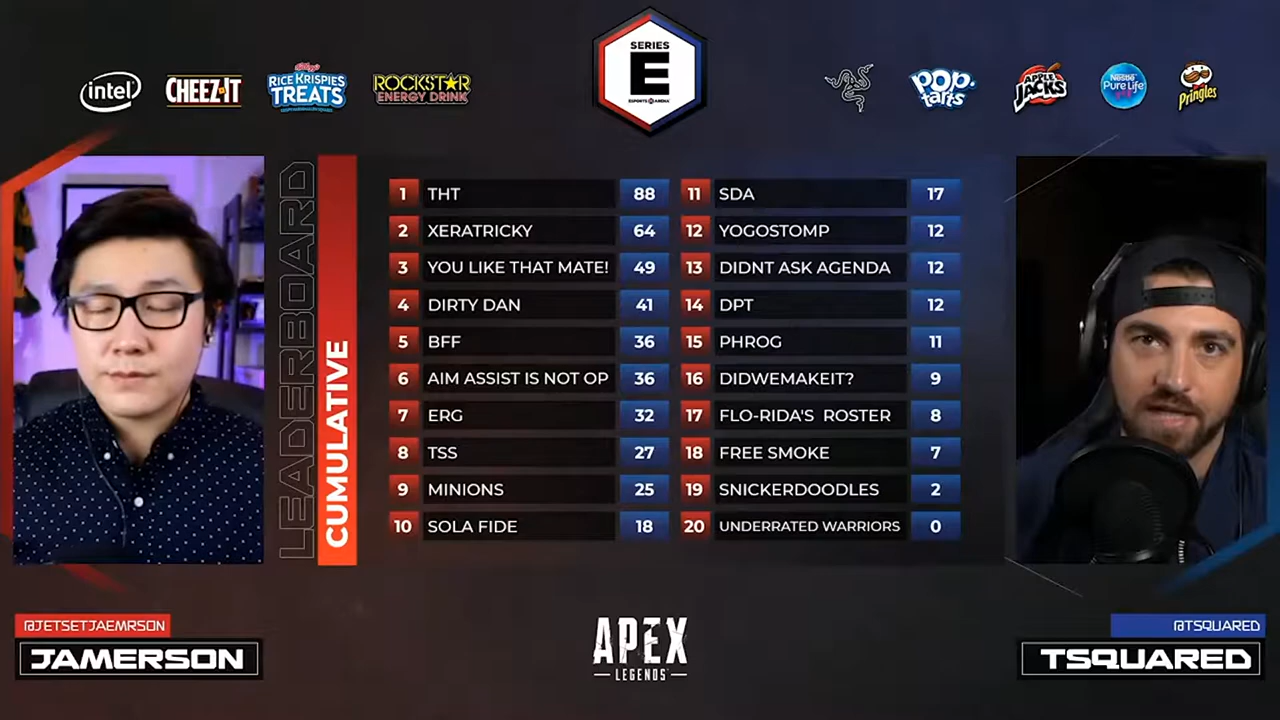 intel
CHEEZ-IT
Kellogg's
RICE KRISPIES
TREATS
ROCKSTAR
ENERGY DRINK
SERIES
E
ESPORTS ARENA
POP.
tarts
APPLE
JACKS
Nestlé
Pure Life
Pringles
LEADERBOARD
CUMULATIVE
1 THT 88
2 XERATRICKY 64
3 YOU LIKE THAT MATE! 49
4 DIRTY DAN 41
5 BFF 36
6 AIM ASSIST IS NOT OP 36
7 ERG 32
8 TSS 27
9 MINIONS 25
10 SOLA FIDE 18
11 SDA 17
12 YOGOSTOMP 12
13 DIDNT ASK AGENDA 12
14 DPT 12
15 PHROG 11
16 DIDWEMAKEIT? 9
17 FLO-RIDA'S ROSTER 8
18 FREE SMOKE 7
19 SNICKERDOODLES 2
20 UNDERRATED WARRIORS 0
@JETSETJAEMRSON
JAMERSON
APEX
LEGENDS
@TSQUARED
TSQUARED